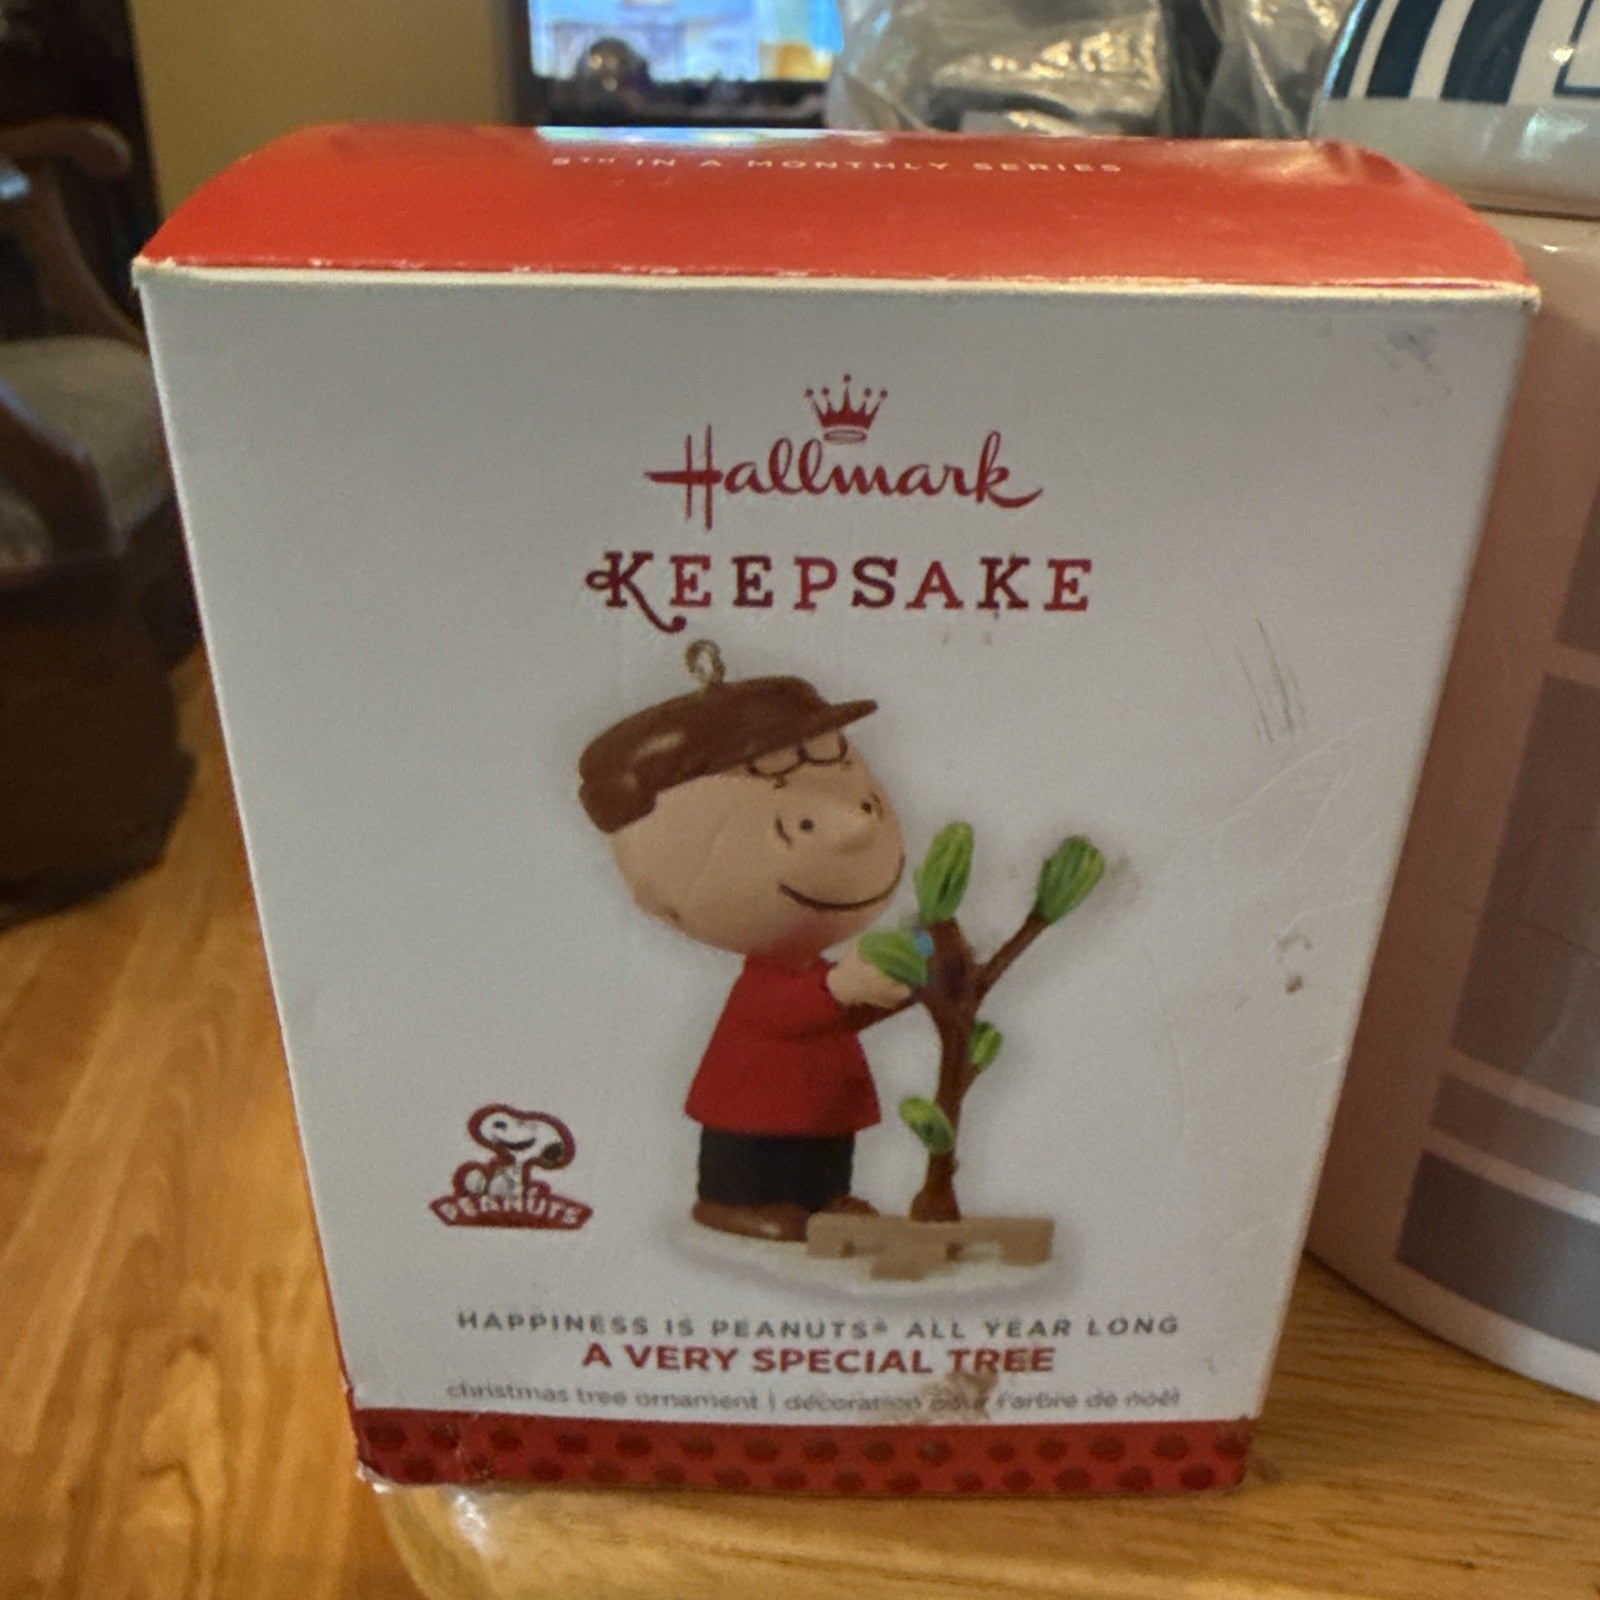 5TH IN A MONTHLY SERIES
Hallmark
KEEPSAKE
PEANUTS
HAPPINESS IS PEANUTS® ALL YEAR LONG
A VERY SPECIAL TREE
christmas tree ornament | décoration pour l'arbre de noël